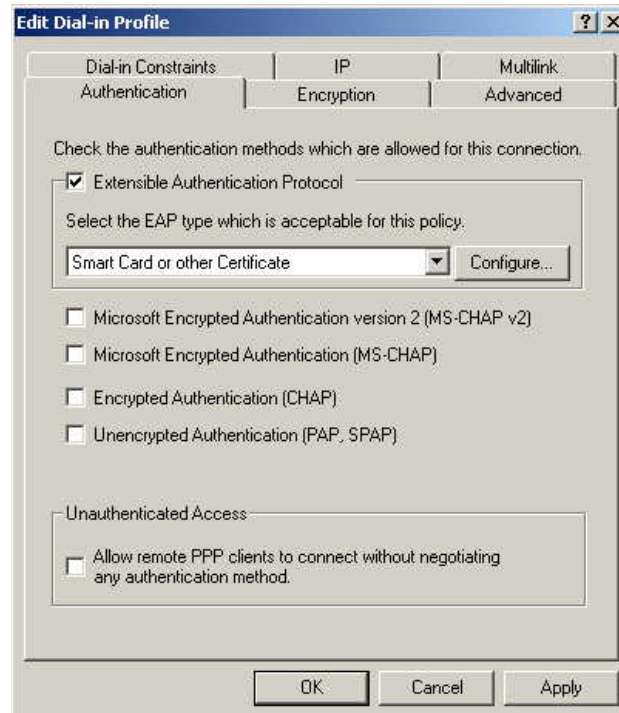 Edit Dial-in Profile
Dial-in Constraints IP Multilink
Authentication Encryption Advanced
Check the authentication methods which are allowed for this connection.
Extensible Authentication Protocol
Select the EAP type which is acceptable for this policy.
Smart Card or other Certificate Configure...
Microsoft Encrypted Authentication version 2 (MS-CHAP v2)
Microsoft Encrypted Authentication (MS-CHAP)
Encrypted Authentication (CHAP)
Unencrypted Authentication (PAP, SPAP)
Unauthenticated Access
Allow remote PPP clients to connect without negotiating
any authentication method.
OK Cancel Apply